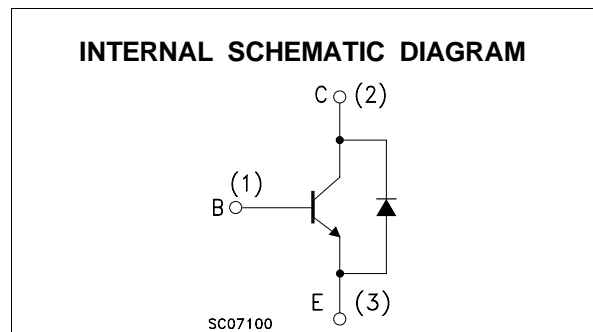 INTERNAL SCHEMATIC DIAGRAM
C (2)
(1)
B
E (3)
SC07100